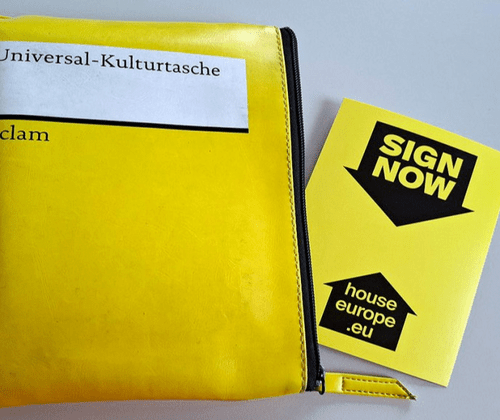 Universal-Kulturtasche
clam
SIGN
NOW
house
europe
.eu